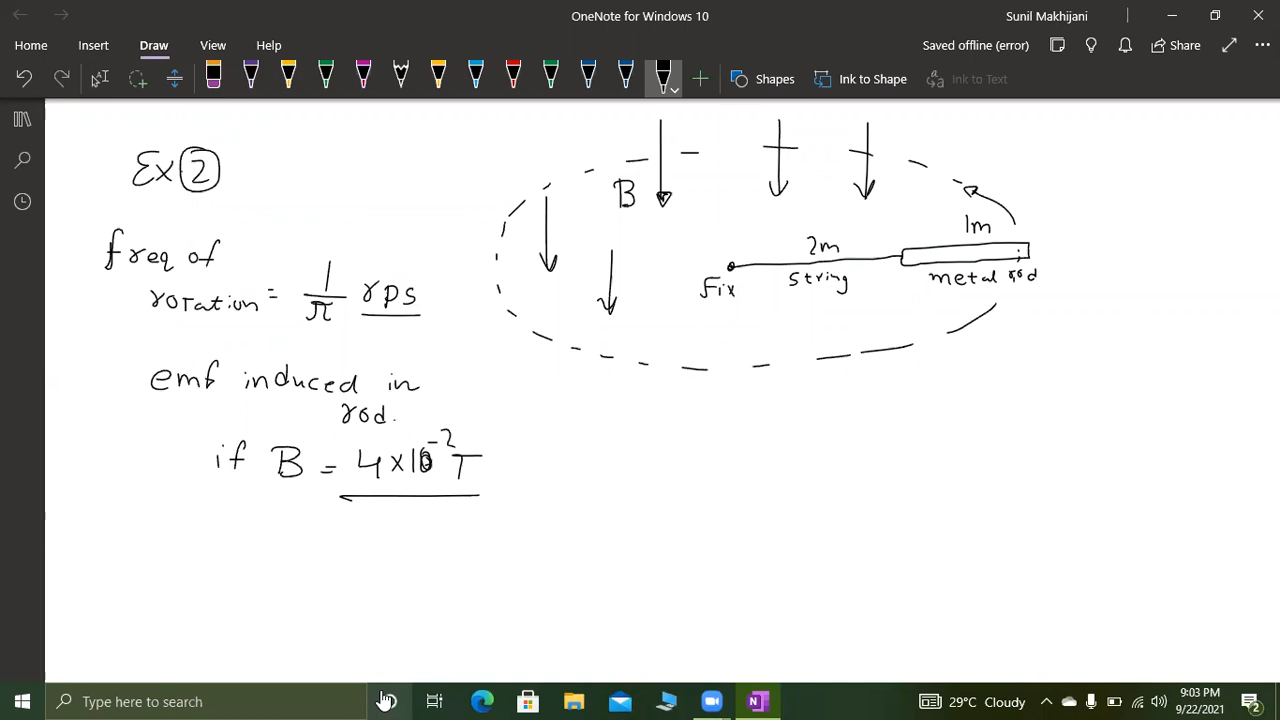 OneNote for Windows 10
Sunil Makhijani
Home Insert Draw View Help
Saved offline (error)
Share
Shapes
Ink to Shape
Ink to Text
Ex 2
freq of
rotation = 1/π rps
emf induced in
rod.
if B = 4×10⁻² T
B
1m
2m
Fix
string
metal rod
Type here to search
29°C Cloudy
9:03 PM
9/22/2021
2